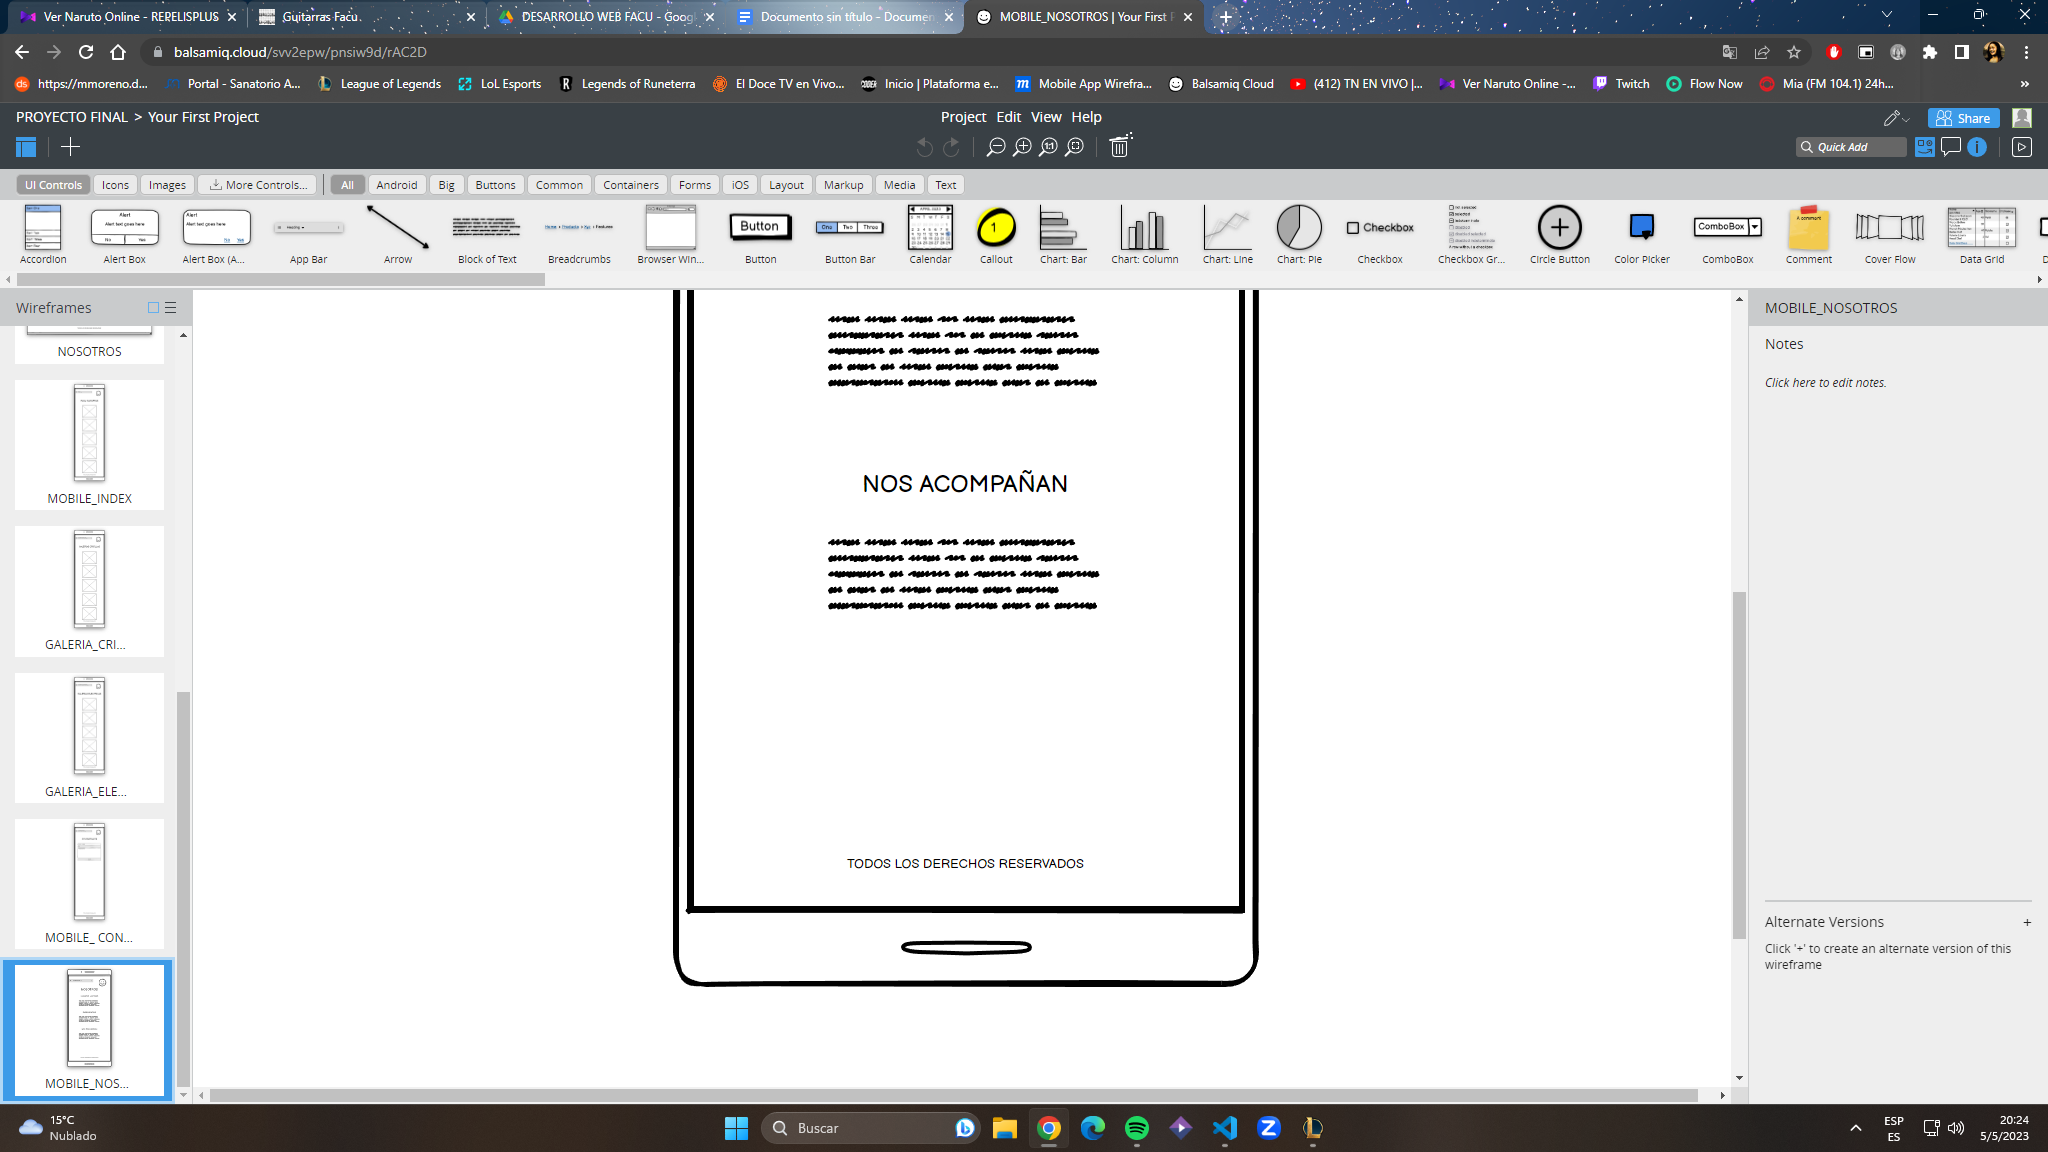 Ver Naruto Online - REPELISPLUS
Guitarras Facu
DESARROLLO WEB FACU - Goog
Documento sin título - Documen
MOBILE_NOSOTROS | Your First P
balsamiq.cloud/svv2epw/pnsiw9d/rAC2D
https://mmoreno.d...
Portal - Sanatorio A...
League of Legends
LoL Esports
Legends of Runeterra
El Doce TV en Vivo...
Inicio | Plataforma e...
Mobile App Wirefra...
Balsamiq Cloud
(412) TN EN VIVO |...
Ver Naruto Online -...
Twitch
Flow Now
Mia (FM 104.1) 24h...
»
PROYECTO FINAL > Your First Project
Project Edit View Help
Share
Quick Add
UI Controls
Icons
Images
More Controls...
All
Android
Big
Buttons
Common
Containers
Forms
iOS
Layout
Markup
Media
Text
Accordion
Alert Box
Alert Box (A...
App Bar
Arrow
Block of Text
Breadcrumbs
Browser Win...
Button
Button
Button Bar
Calendar
1
Callout
Chart: Bar
Chart: Column
Chart: Line
Chart: Pie
Checkbox
Checkbox
Checkbox Gr...
Circle Button
Color Picker
ComboBox
ComboBox
A comment
Comment
Cover Flow
Data Grid
Wireframes
NOSOTROS
MOBILE_INDEX
GALERIA_CRI...
GALERIA_ELE...
MOBILE_ CON...
MOBILE_NOS...
NOS ACOMPAÑAN
TODOS LOS DERECHOS RESERVADOS
MOBILE_NOSOTROS
Notes
Click here to edit notes.
Alternate Versions +
Click '+' to create an alternate version of this
wireframe
15°C
Nublado
Buscar
ESP
ES
20:24
5/5/2023